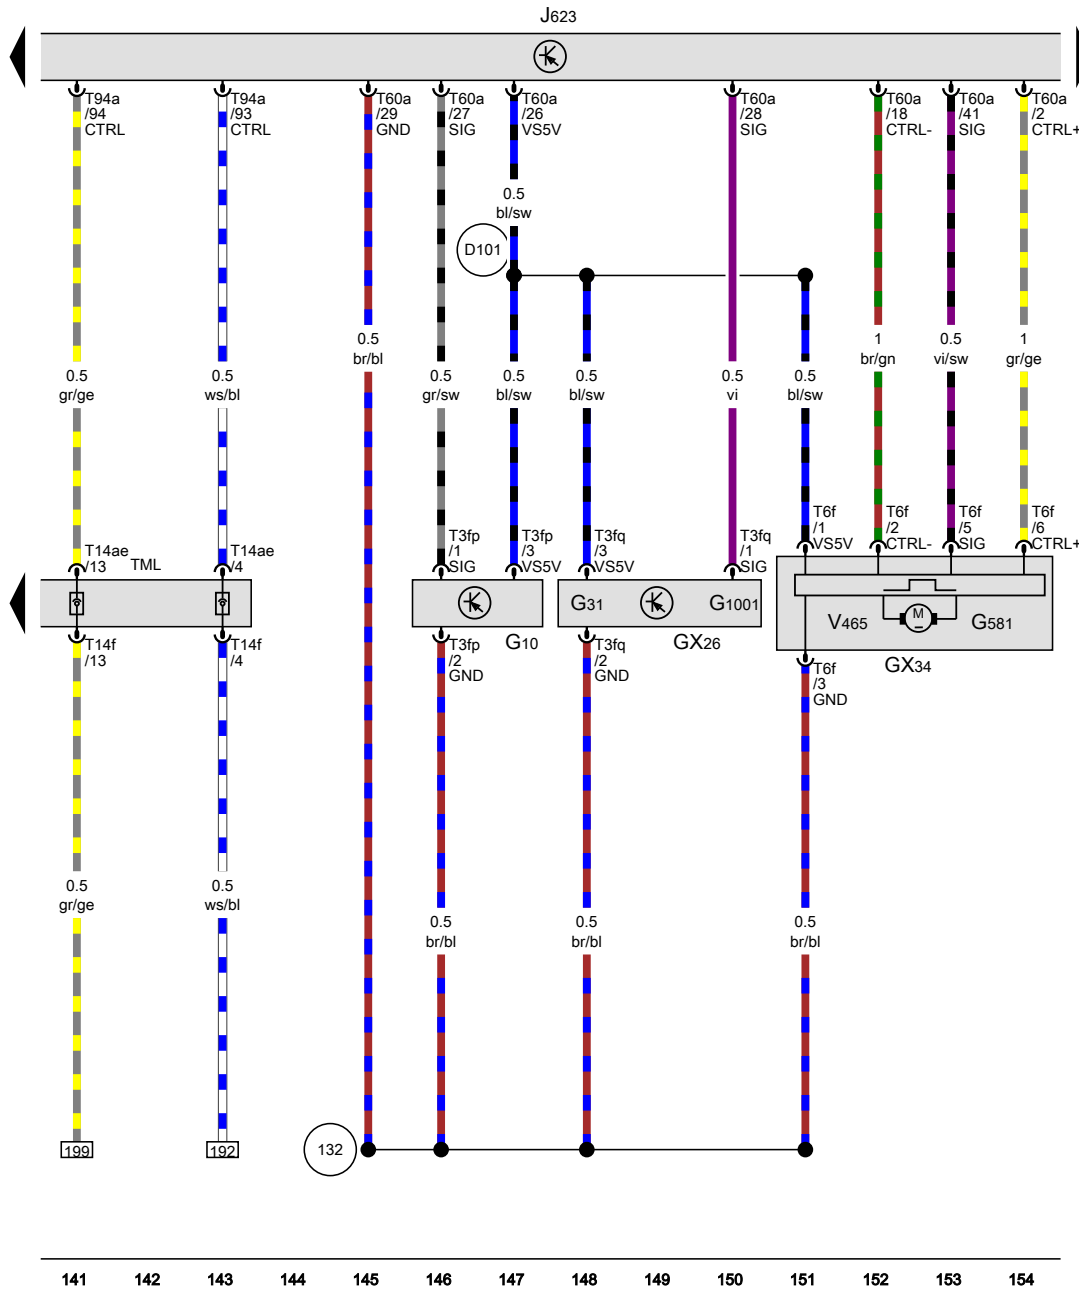 J623
T94a
/94
CTRL
T94a
/93
CTRL
T60a
/29
GND
T60a
/27
SIG
T60a
/26
VS5V
T60a
/28
SIG
T60a
/18
CTRL-
T60a
/41
SIG
T60a
/2
CTRL+
0.5
bl/sw
D101
0.5
br/bl
1
br/gn
0.5
vi/sw
1
gr/ge
0.5
gr/ge
0.5
ws/bl
0.5
gr/sw
0.5
bl/sw
0.5
bl/sw
0.5
vi
0.5
bl/sw
T14ae
/13
TML
T14ae
/4
T3fp
/1
SIG
T3fp
/3
VS5V
T3fq
/3
VS5V
T3fq
/1
SIG
T6f
/1
VS5V
T6f
/2
CTRL-
T6f
/5
SIG
T6f
/6
CTRL+
G31
G1001
V465
M
G581
T14f
/13
T14f
/4
T3fp
/2
GND
G10
T3fq
/2
GND
GX26
GX34
T6f
/3
GND
0.5
gr/ge
0.5
ws/bl
0.5
br/bl
0.5
br/bl
0.5
br/bl
199
192
132
141 142 143 144 145 146 147 148 149 150 151 152 153 154